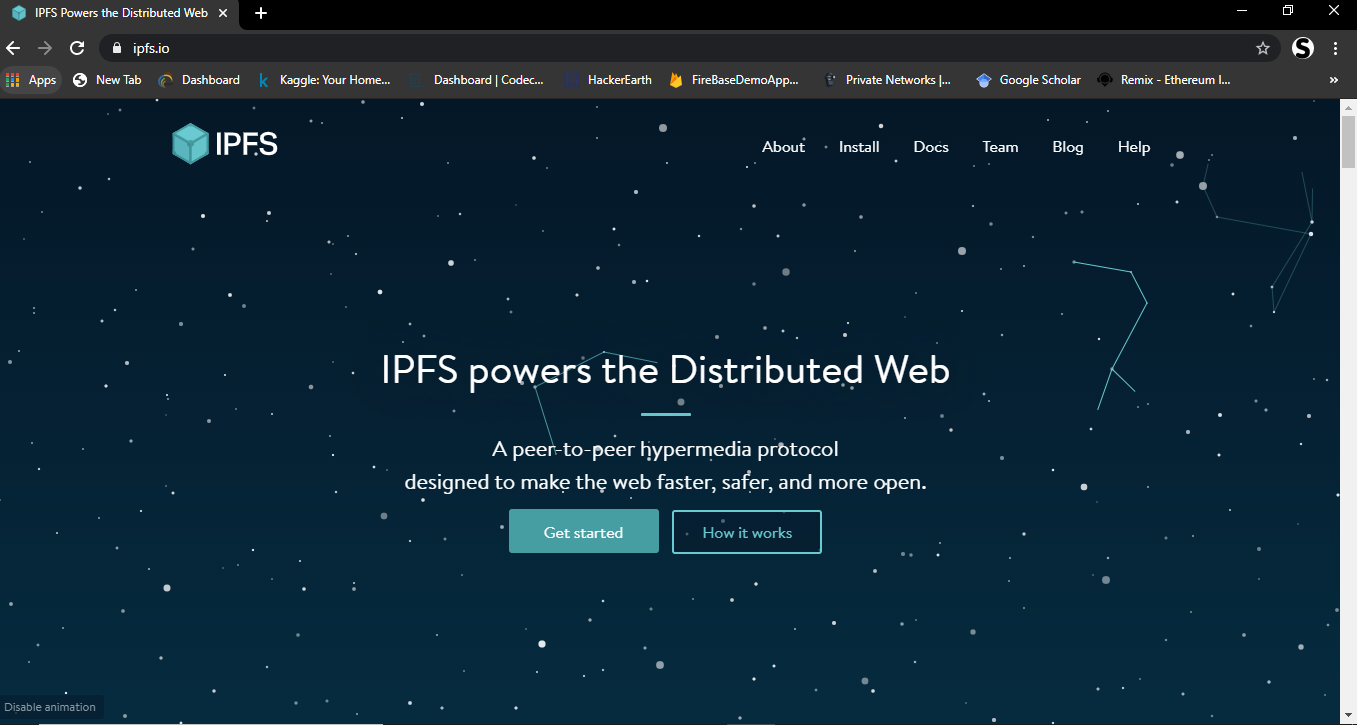 IPFS Powers the Distributed Web
ipfs.io
Apps New Tab Dashboard Kaggle: Your Home... Dashboard | Codec... HackerEarth FireBaseDemoApp... Private Networks |... Google Scholar Remix - Ethereum I... »
IPFS About Install Docs Team Blog Help
IPFS powers the Distributed Web
A peer-to-peer hypermedia protocol
designed to make the web faster, safer, and more open.
Get started How it works
Disable animation